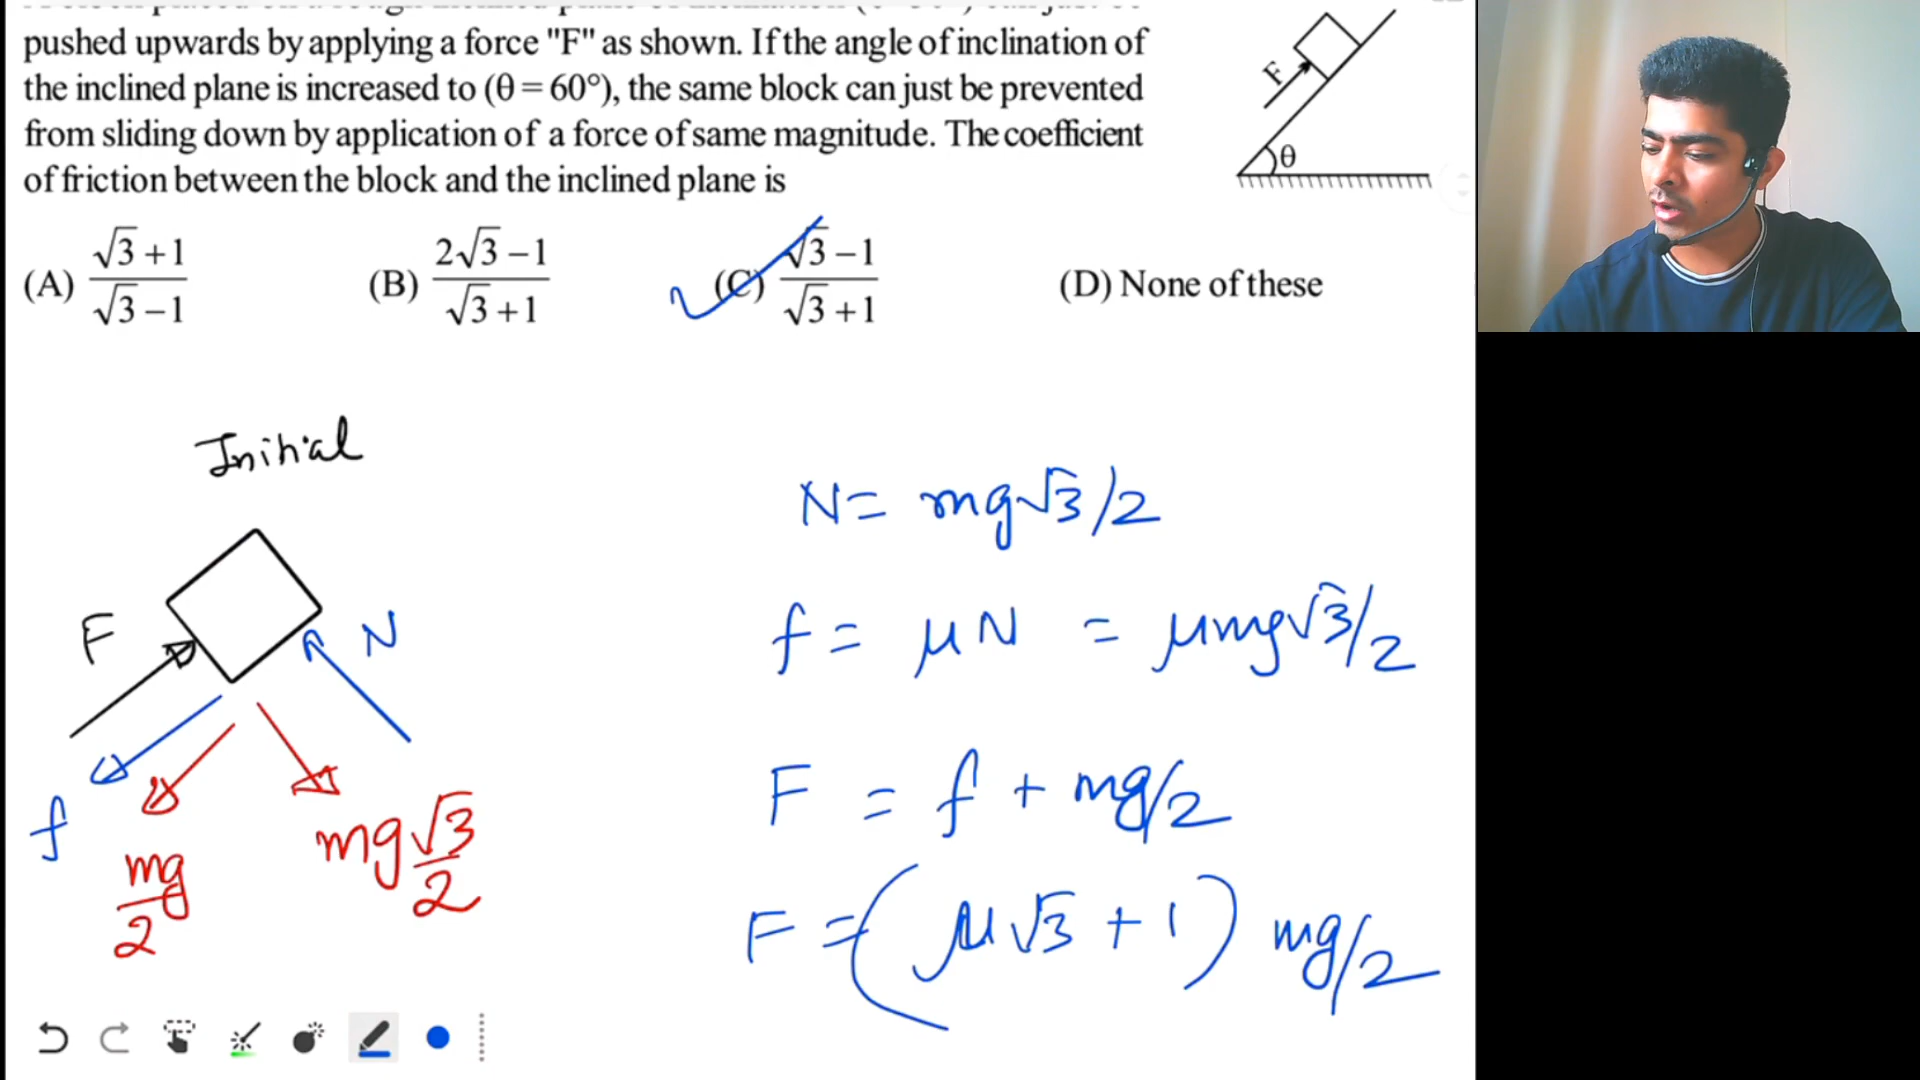 pushed upwards by applying a force "F" as shown. If the angle of inclination of
the inclined plane is increased to (θ = 60°), the same block can just be prevented
from sliding down by application of a force of same magnitude. The coefficient
of friction between the block and the inclined plane is
F
θ
(A) (√3 + 1)/(√3 − 1) (B) (2√3 − 1)/(√3 + 1) (C) (√3 − 1)/(√3 + 1) (D) None of these
Initial
F
N
f
mg/2
mg √3/2
N = mg√3/2
f = μN = μmg√3/2
F = f + mg/2
F = (μ√3 + 1) mg/2